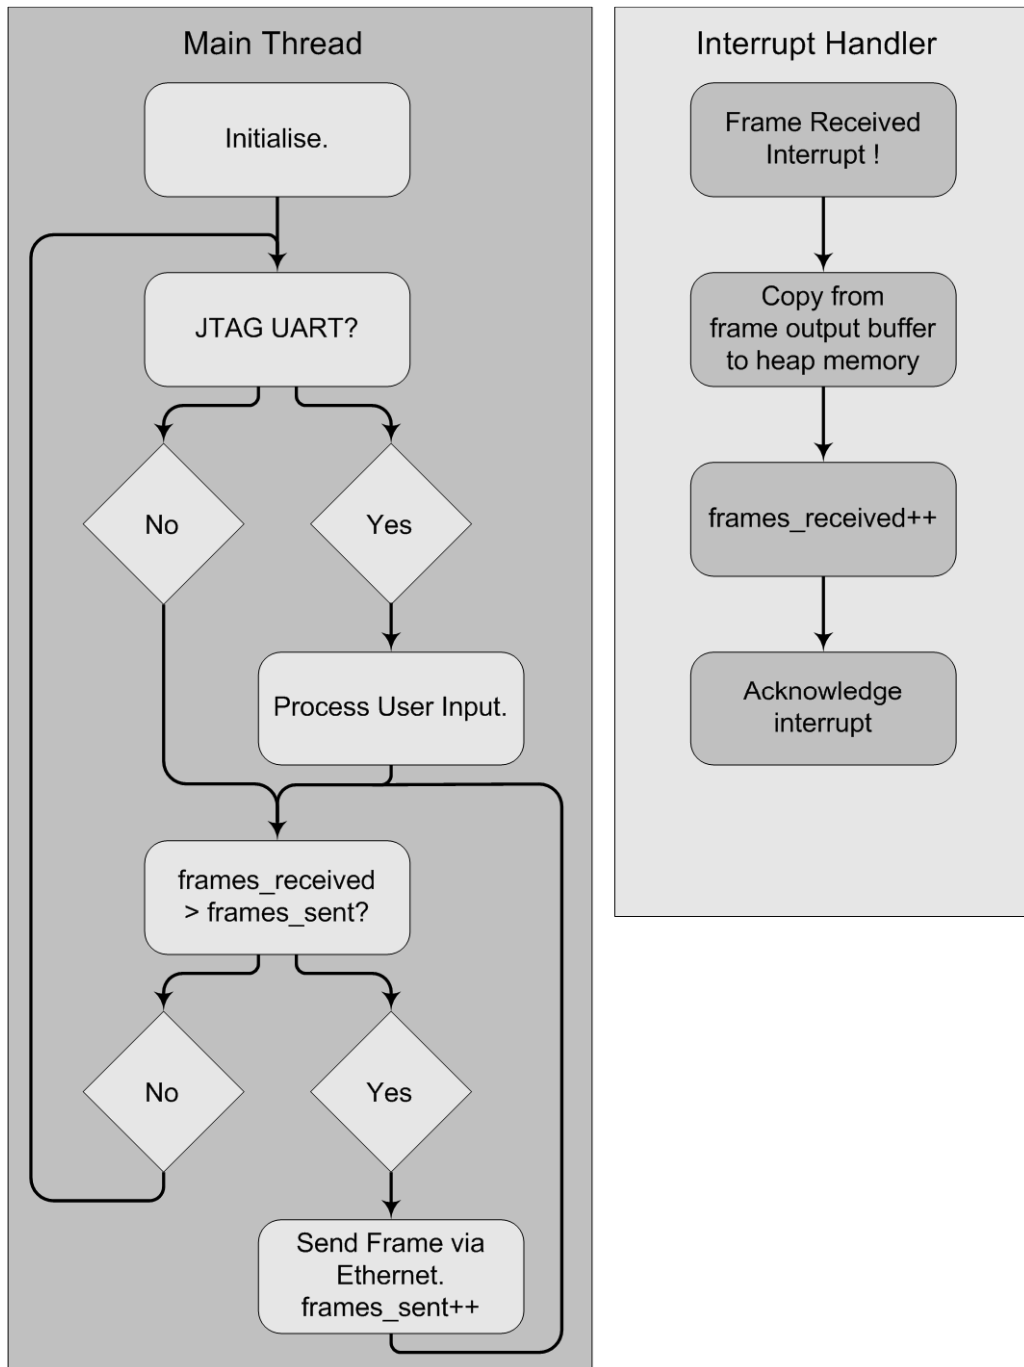 Main Thread
Initialise.
JTAG UART?
No
Yes
Process User Input.
frames_received
> frames_sent?
No
Yes
Send Frame via
Ethernet.
frames_sent++
Interrupt Handler
Frame Received
Interrupt !
Copy from
frame output buffer
to heap memory
frames_received++
Acknowledge
interrupt